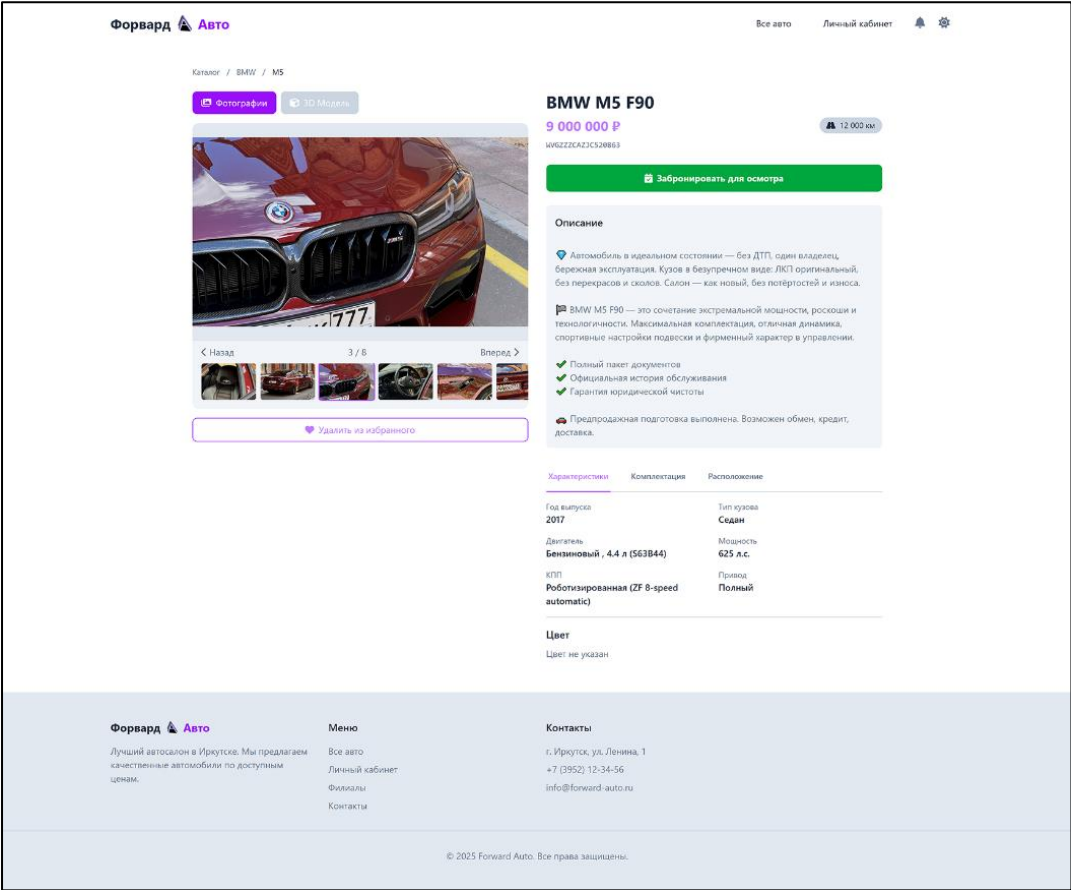 Форвард Авто
Все авто
Личный кабинет
Каталог / BMW / M5
Фотографии
3D Модель
BMW M5 F90
9 000 000 ₽
12 000 км
WVGZZZCAZJC520863
Забронировать для осмотра
777
Назад
3 / 8
Вперед
Удалить из избранного
Описание
💎 Автомобиль в идеальном состоянии — без ДТП, один владелец,
бережная эксплуатация. Кузов в безупречном виде: ЛКП оригинальный,
без перекрасов и сколов. Салон — как новый, без потёртостей и износа.
🏁 BMW M5 F90 — это сочетание экстремальной мощности, роскоши и
технологичности. Максимальная комплектация, отличная динамика,
спортивные настройки подвески и фирменный характер в управлении.
✔ Полный пакет документов
✔ Официальная история обслуживания
✔ Гарантия юридической чистоты
🚗 Предпродажная подготовка выполнена. Возможен обмен, кредит,
доставка.
Характеристики
Комплектация
Расположение
Год выпуска
2017
Тип кузова
Седан
Двигатель
Бензиновый , 4.4 л (S63B44)
Мощность
625 л.с.
КПП
Роботизированная (ZF 8-speed
automatic)
Привод
Полный
Цвет
Цвет не указан
Форвард Авто
Лучший автосалон в Иркутске. Мы предлагаем
качественные автомобили по доступным
ценам.
Меню
Все авто
Личный кабинет
Филиалы
Контакты
Контакты
г. Иркутск, ул. Ленина, 1
+7 (3952) 12-34-56
info@forward-auto.ru
© 2025 Forward Auto. Все права защищены.